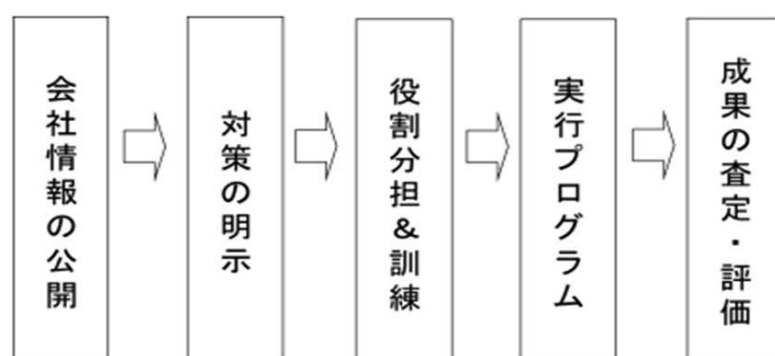 会社情報の公開
対策の明示
役割分担&訓練
実行プログラム
成果の査定・評価